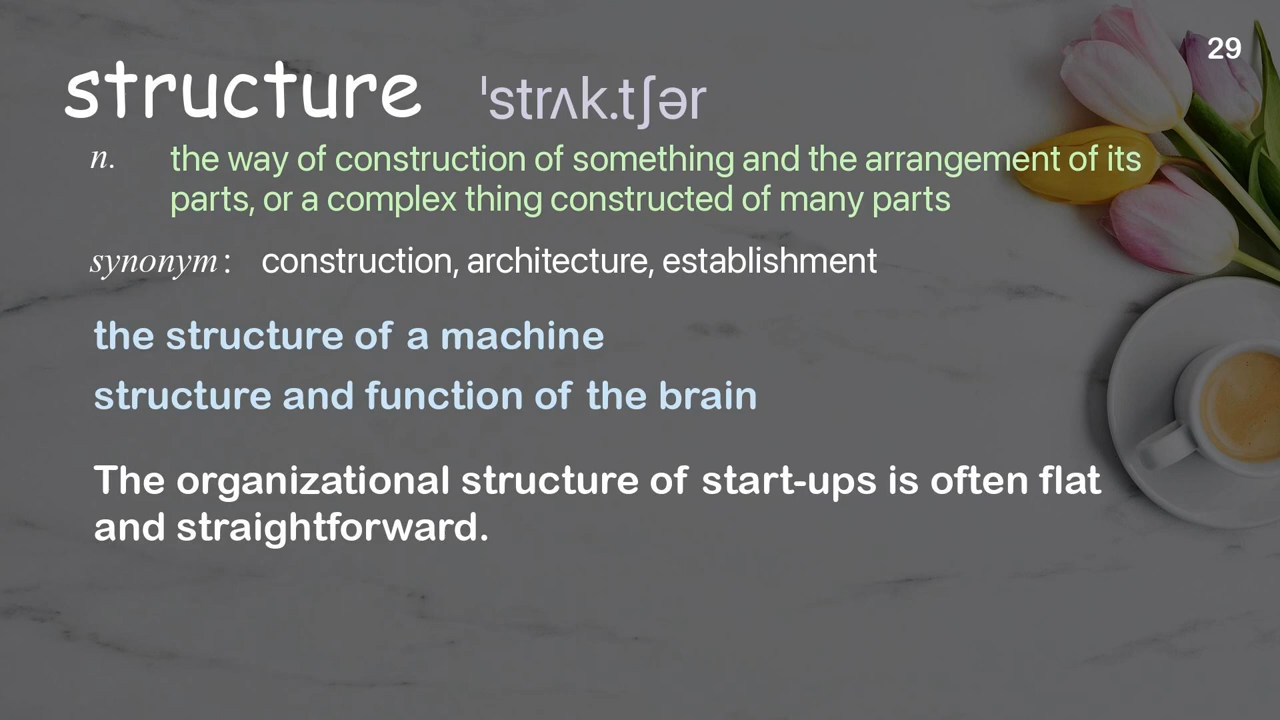 29
structure ˈstrʌk.tʃər
n. the way of construction of something and the arrangement of its
parts, or a complex thing constructed of many parts
synonym: construction, architecture, establishment
the structure of a machine
structure and function of the brain
The organizational structure of start-ups is often flat
and straightforward.